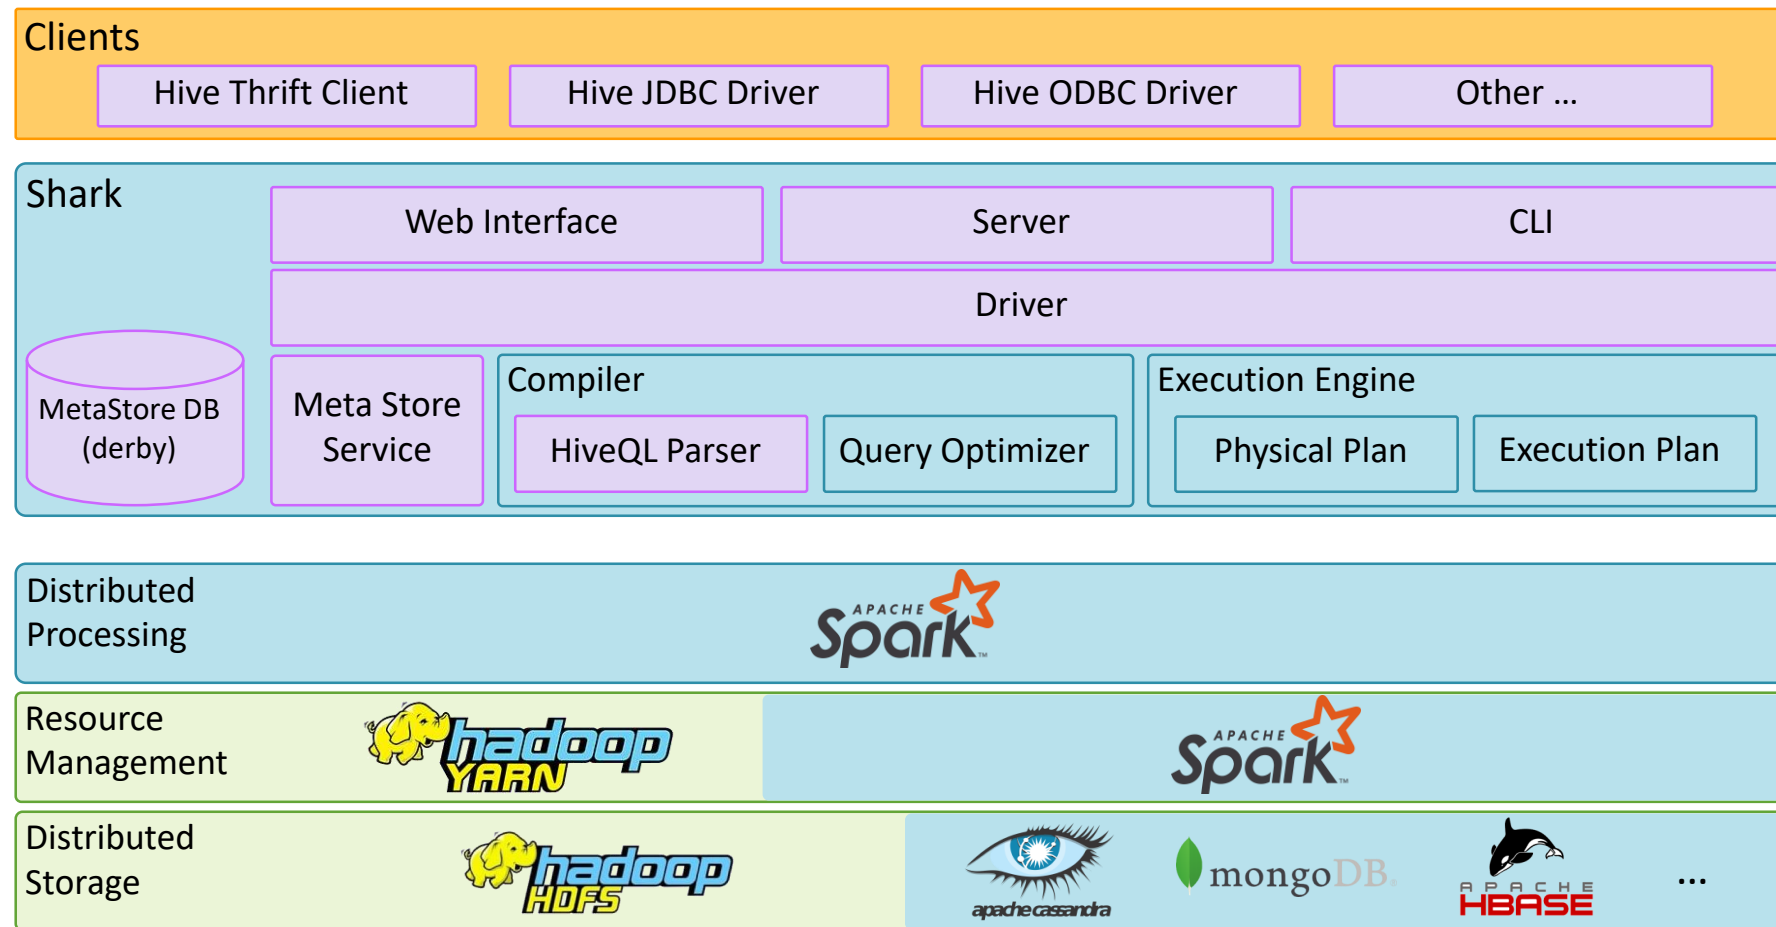 Clients
Hive Thrift Client
Hive JDBC Driver
Hive ODBC Driver
Other ...
Shark
Web Interface
Server
CLI
Driver
MetaStore DB
(derby)
Meta Store
Service
Compiler
HiveQL Parser
Query Optimizer
Execution Engine
Physical Plan
Execution Plan
Distributed
Processing
APACHE
Spark™
Resource
Management
hadoop
YARN
APACHE
Spark™
Distributed
Storage
hadoop
HDFS
apache cassandra
mongoDB®
APACHE
HBASE
...